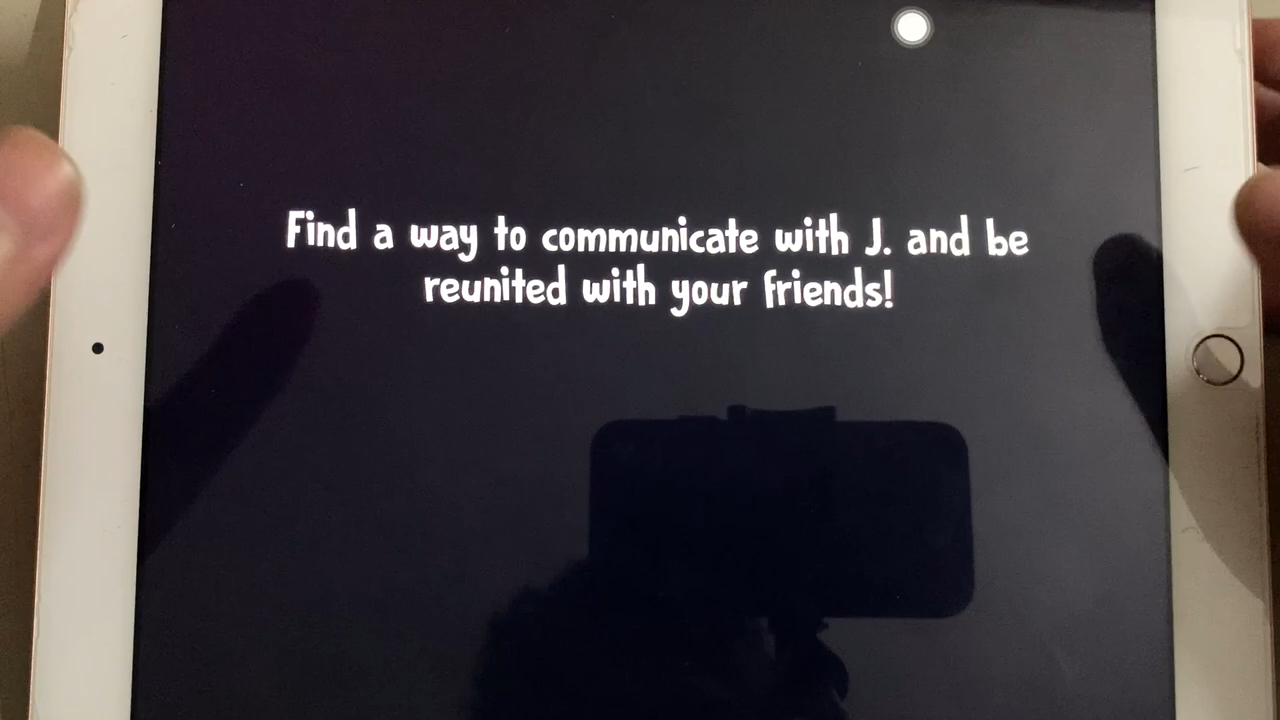 Find a way to communicate with J. and be
reunited with your friends!